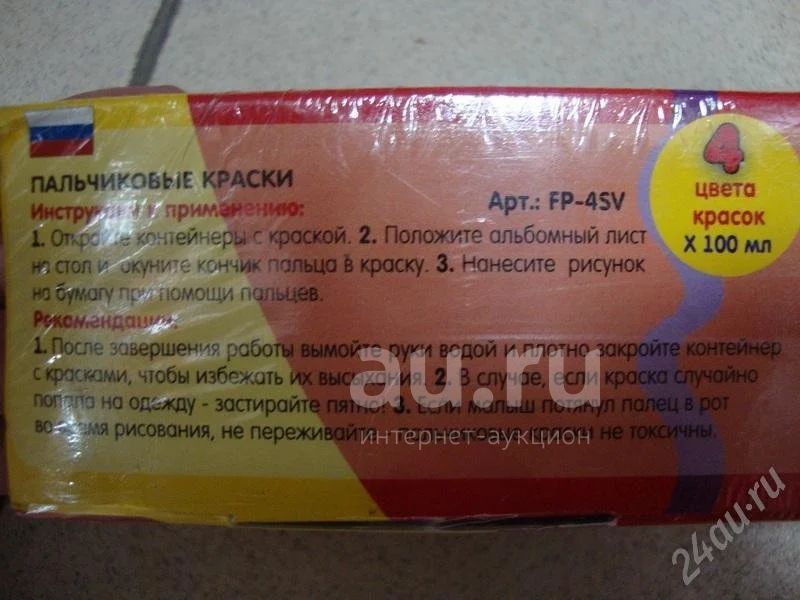 ПАЛЬЧИКОВЫЕ КРАСКИ
Арт.: FP-4SV
4
цвета
красок
X 100 мл
Инструкция к применению:
1. Откройте контейнеры с краской. 2. Положите альбомный лист
на стол и окуните кончик пальца в краску. 3. Нанесите рисунок
на бумагу при помощи пальцев.
Рекомендации:
1. После завершения работы вымойте руки водой и плотно закройте контейнер
с красками, чтобы избежать их высыхания. 2. В случае, если краска случайно
попала на одежду - застирайте пятно! 3. Если малыш потянул палец в рот
во время рисования, не переживайте краски не токсичны.
au.ru
интернет-аукцион
24au.ru